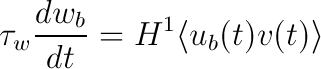 τ_w dw_b/dt = H^1⟨u_b(t)v(t)⟩